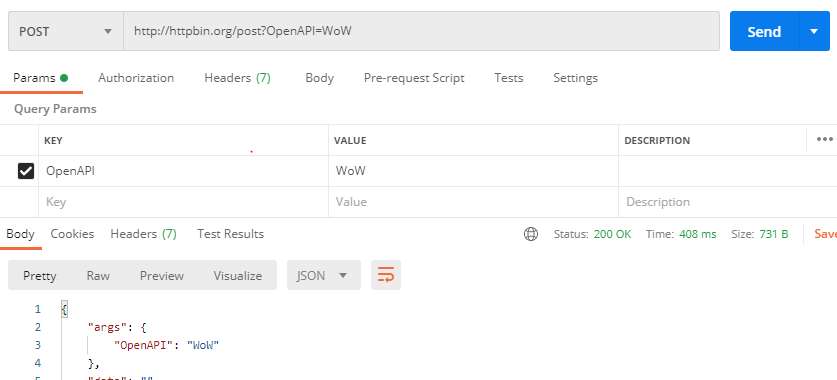 POST http://httpbin.org/post?OpenAPI=WoW Send
Params Authorization Headers (7) Body Pre-request Script Tests Settings
Query Params
KEY VALUE DESCRIPTION
OpenAPI WoW
Key Value Description
Body Cookies Headers (7) Test Results Status: 200 OK Time: 408 ms Size: 731 B Save
Pretty Raw Preview Visualize JSON
1 {
2 "args": {
3 "OpenAPI": "WoW"
4 },